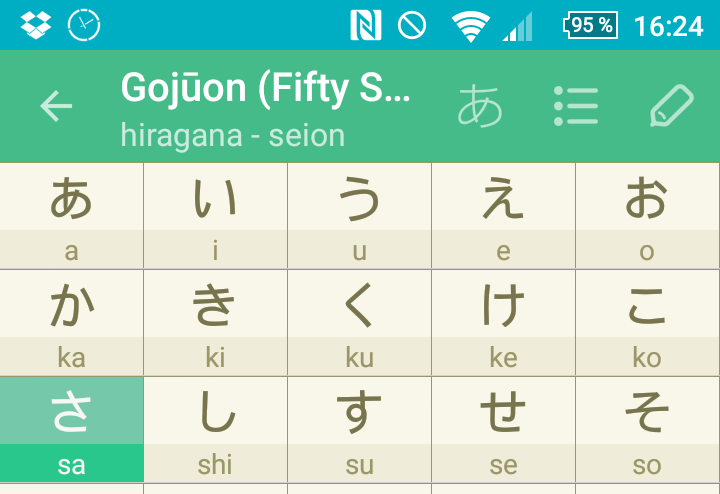 95 % 16:24
Gojūon (Fifty S...
あ
hiragana - seion
あ い う え お
a i u e o
か き く け こ
ka ki ku ke ko
さ し す せ そ
sa shi su se so